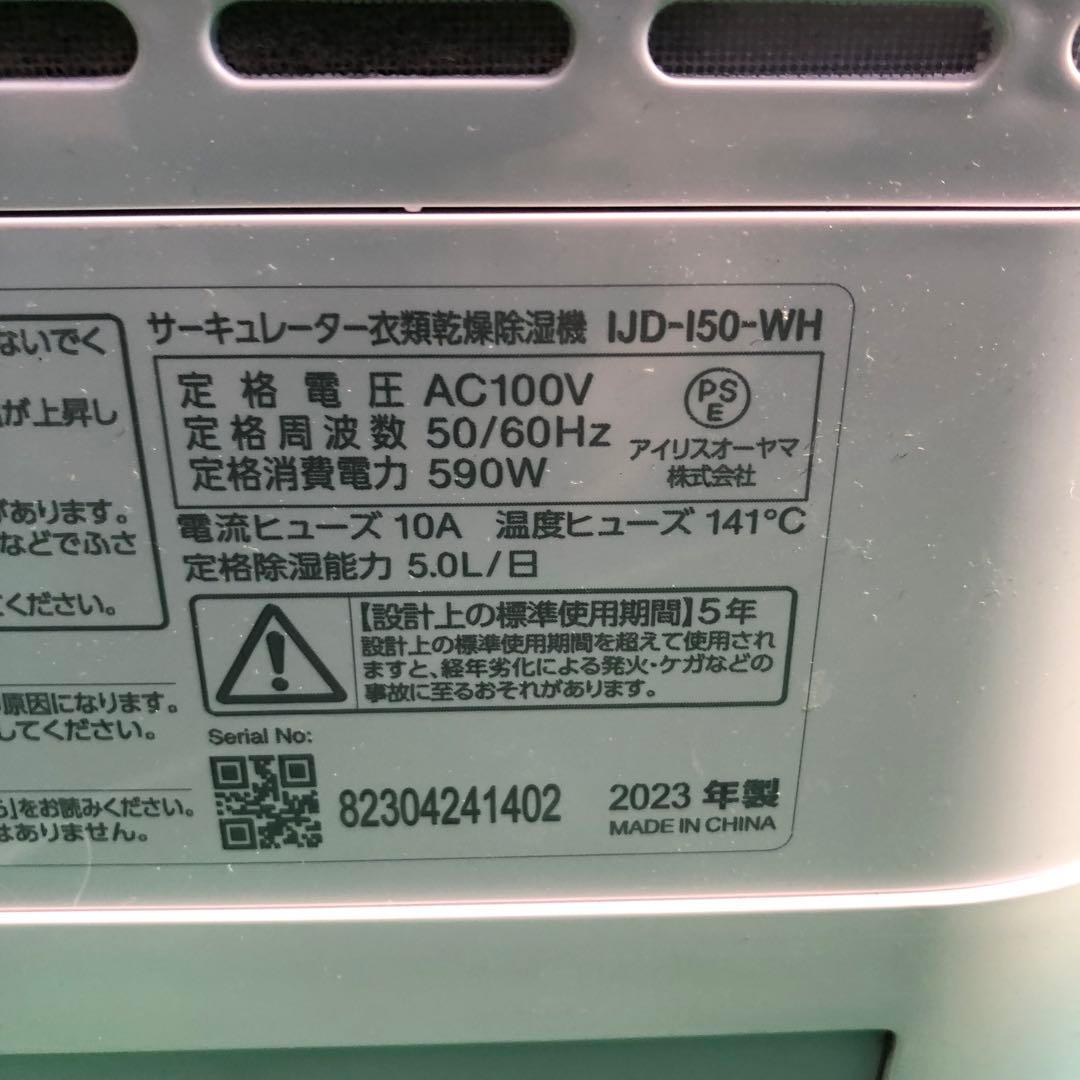 ないでく
が上昇し
があります。
などでふさ
ください。
原因になります。
してください。
」をお読みください。
はありません。
サーキュレーター衣類乾燥除湿機 IJD-I50-WH
定格電圧 AC100V
定格周波数 50/60Hz
定格消費電力 590W
PS
E
アイリスオーヤマ
株式会社
電流ヒューズ 10A 温度ヒューズ 141℃
定格除湿能力 5.0L/日
【設計上の標準使用期間】5年
設計上の標準使用期間を超えて使用され
ますと、経年劣化による発火・ケガなどの
事故に至るおそれがあります。
Serial No:
82304241402
2023 年製
MADE IN CHINA